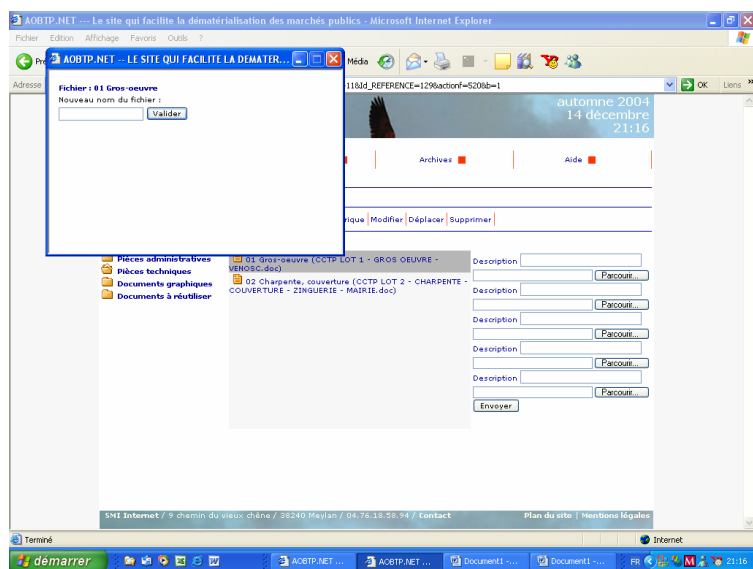 AOBTP.NET --- Le site qui facilite la dématérialisation des marchés publics - Microsoft Internet Explorer
Fichier Edition Affichage Favoris Outils ?
Média
Adresse
11&Id_REFERENCE=129&actionf=520&b=1
OK Liens »
AOBTP.NET -- LE SITE QUI FACILITE LA DEMATER...
Fichier : 01 Gros-oeuvre
Nouveau nom du fichier :
Valider
automne 2004
14 décembre
21:16
Archives
Aide
rique Modifier Déplacer Supprimer
Pièces administratives
Pièces techniques
Documents graphiques
Documents à réutiliser
01 Gros-oeuvre (CCTP LOT 1 - GROS OEUVRE -
VENOSC.doc)
02 Charpente, couverture (CCTP LOT 2 - CHARPENTE -
COUVERTURE - ZINGUERIE - MAIRIE.doc)
Description
Parcourir...
Description
Parcourir...
Description
Parcourir...
Description
Parcourir...
Description
Parcourir...
Envoyer
SMI Internet / 9 chemin du vieux chêne / 38240 Meylan / 04.76.18.58.94 / Contact
Plan du site | Mentions légales
Terminé
Internet
démarrer
AOBTP.NET ...
AOBTP.NET ...
Document1 -...
Document1 -...
FR
21:16